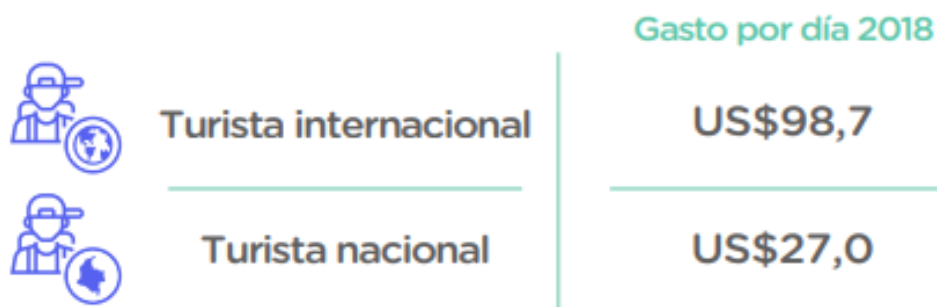 Gasto por día 2018
Turista internacional US$98,7
Turista nacional US$27,0